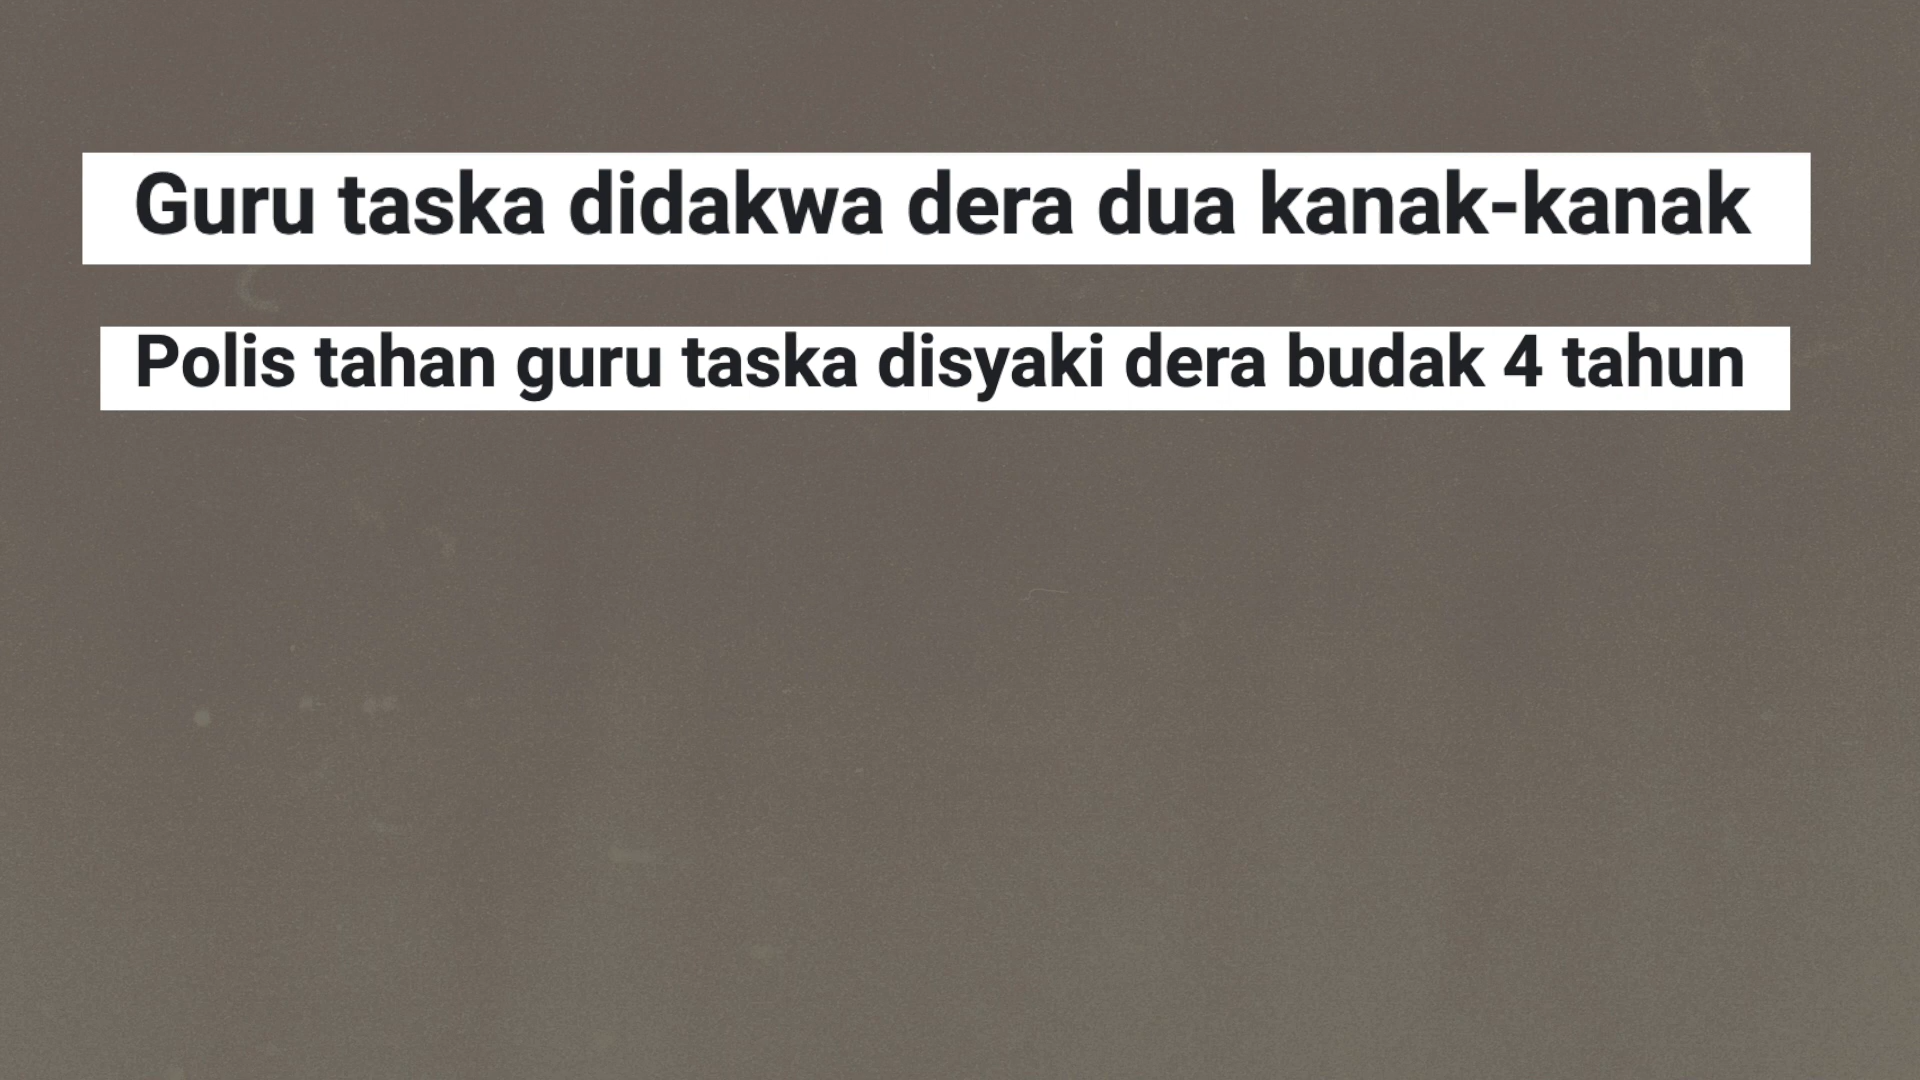 Guru taska didakwa dera dua kanak-kanak
Polis tahan guru taska disyaki dera budak 4 tahun